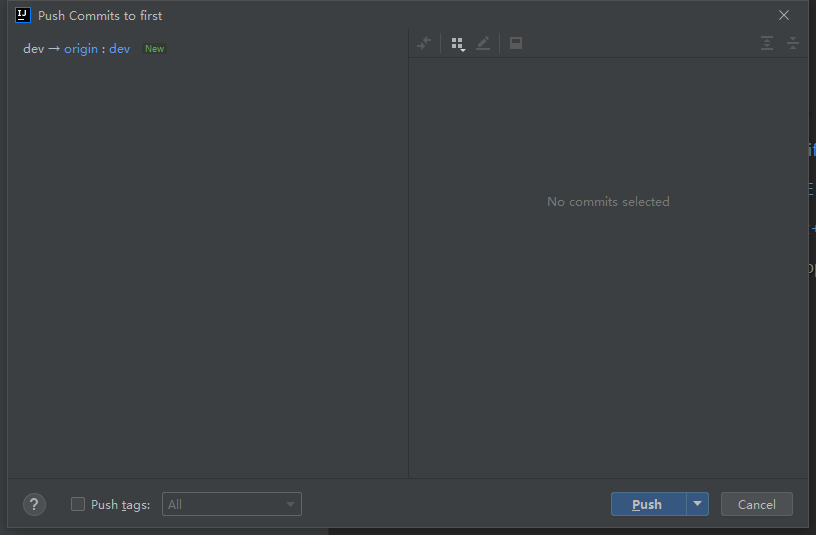 Push Commits to first
dev → origin : dev New
No commits selected
? Push tags: All
Push Cancel